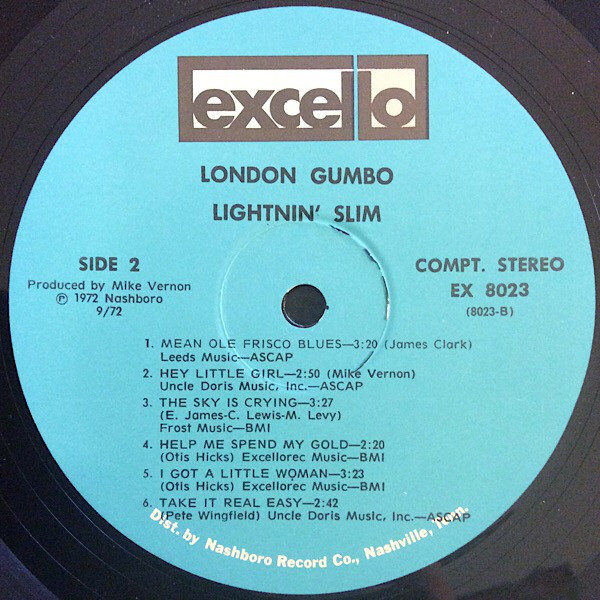 excello
LONDON GUMBO
LIGHTNIN' SLIM
SIDE 2
Produced by Mike Vernon
℗ 1972 Nashboro
9/72
COMPT. STEREO
EX 8023
(8023-B)
1. MEAN OLE FRISCO BLUES—3:20 (James Clark)
Leeds Music—ASCAP
2. HEY LITTLE GIRL—2:50 (Mike Vernon)
Uncle Doris Music, Inc.—ASCAP
3. THE SKY IS CRYING—3:27
(E. James-C. Lewis-M. Levy)
Frost Music—BMI
4. HELP ME SPEND MY GOLD—2:20
(Otis Hicks) Excellorec Music—BMI
5. I GOT A LITTLE WOMAN—3:23
(Otis Hicks) Excellorec Music—BMI
6. TAKE IT REAL EASY—2:42
(Pete Wingfield) Uncle Doris Music, Inc.—ASCAP
Dist. by Nashboro Record Co., Nashville, Tenn.